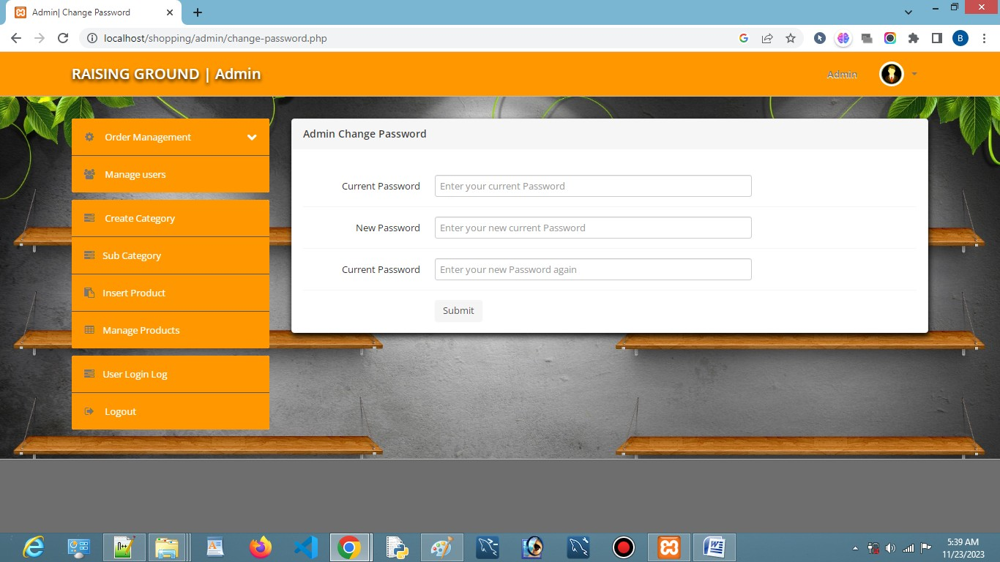 Admin| Change Password
localhost/shopping/admin/change-password.php
B
RAISING GROUND | Admin
Admin
Order Management
Manage users
Create Category
Sub Category
Insert Product
Manage Products
User Login Log
Logout
Admin Change Password
Current Password
Enter your current Password
New Password
Enter your new current Password
Current Password
Enter your new Password again
Submit
5:39 AM
11/23/2023